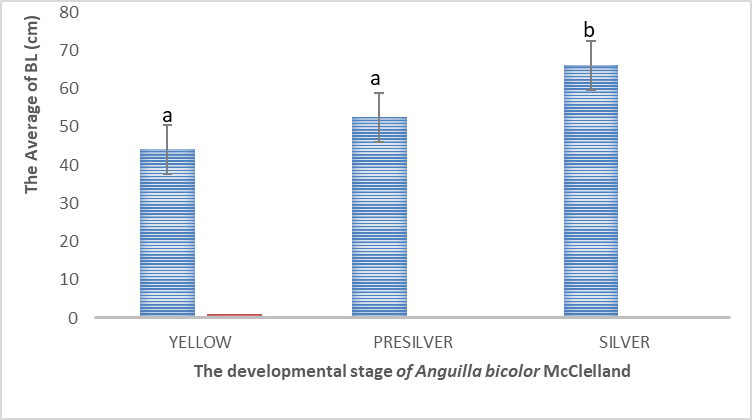 The Average of BL (cm)
80
70
60
50
40
30
20
10
0
a
a
b
YELLOW PRESILVER SILVER
The developmental stage of Anguilla bicolor McClelland